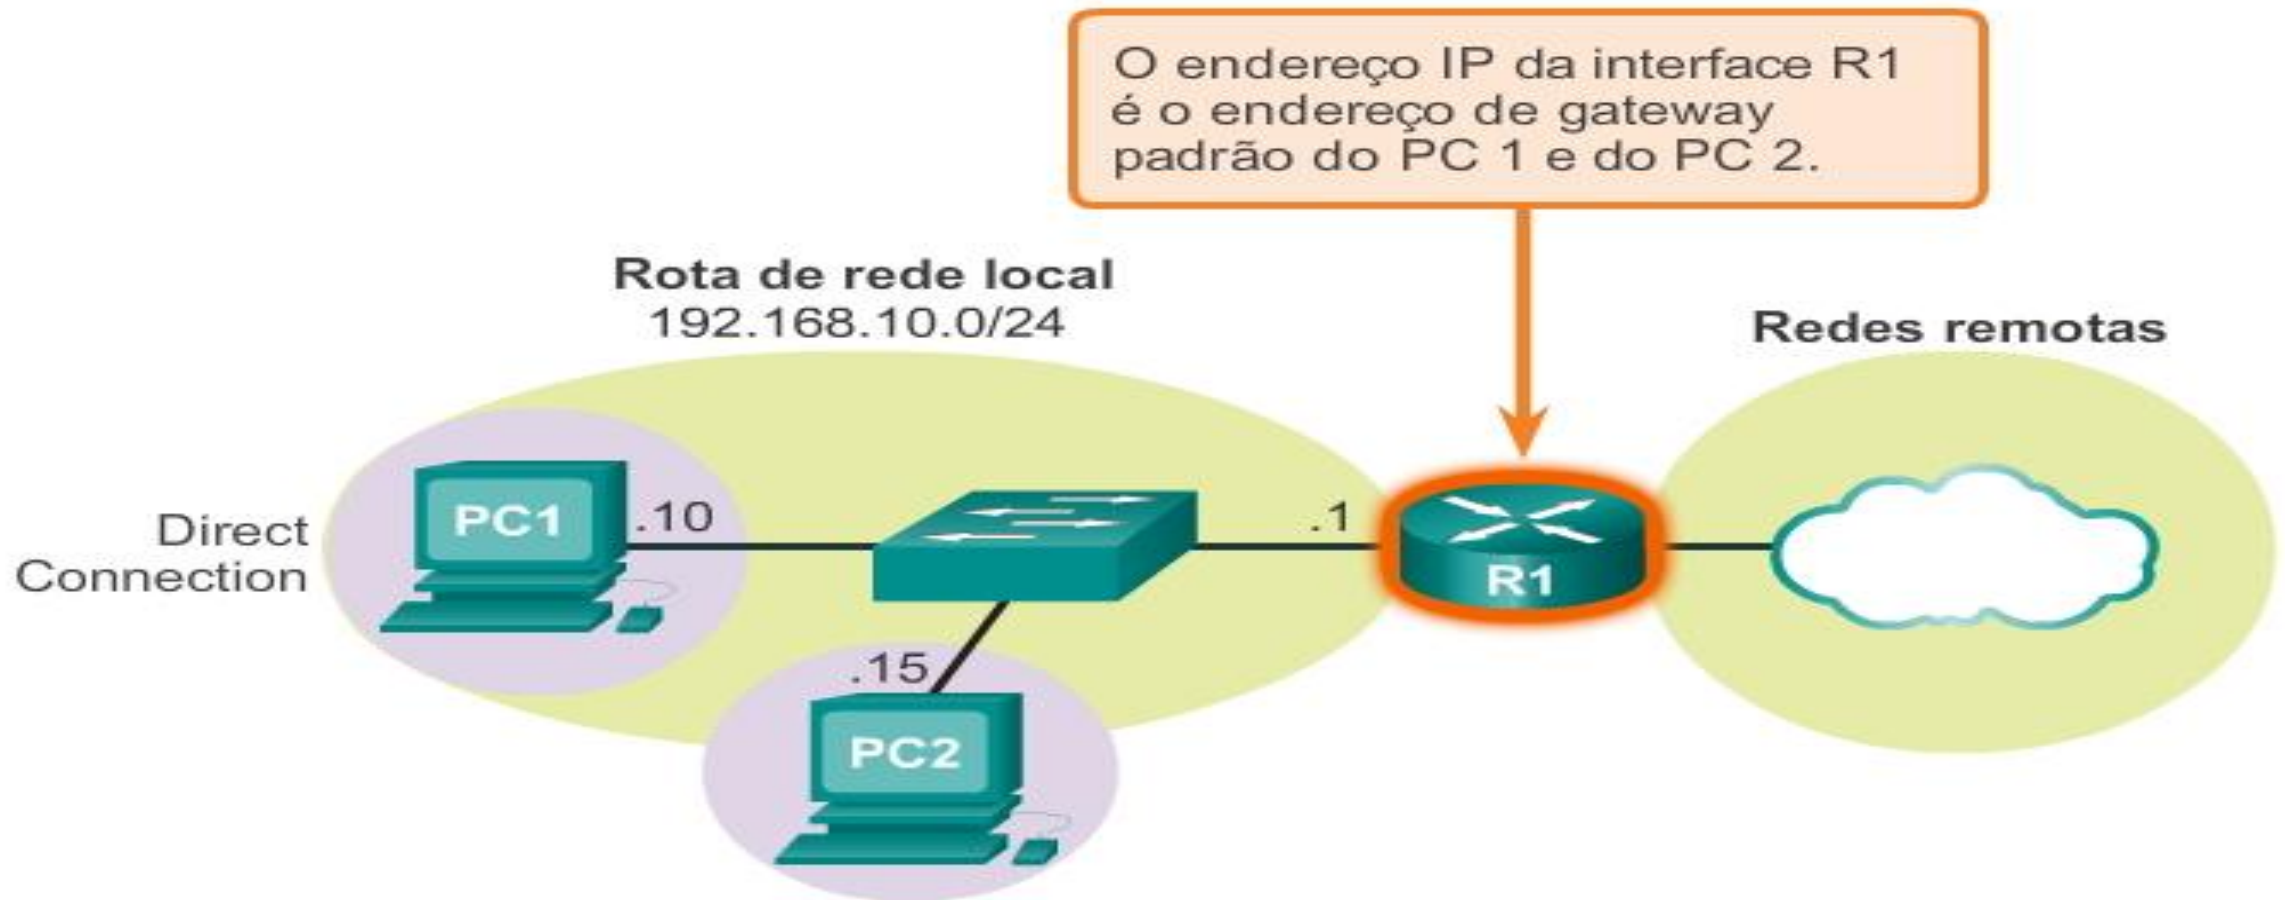 O endereço IP da interface R1
é o endereço de gateway
padrão do PC 1 e do PC 2.
Rota de rede local
192.168.10.0/24
Redes remotas
Direct
Connection
PC1
.10
.1
R1
.15
PC2